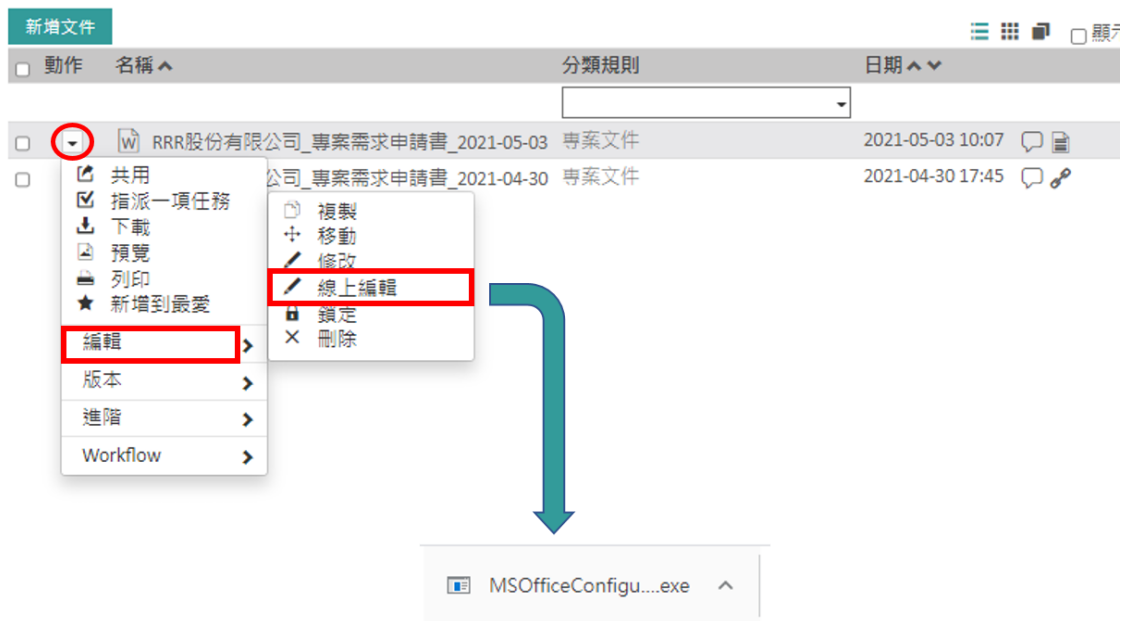 新增文件
顯示
動作 名稱 分類規則 日期
RRR股份有限公司_專案需求申請書_2021-05-03 専案文件 2021-05-03 10:07
公司_專案需求申請書_2021-04-30 専案文件 2021-04-30 17:45
共用
指派一項任務
下載
預覽
列印
新增到最愛
編輯
版本
進階
Workflow
複製
移動
修改
線上編輯
鎖定
刪除
MSOfficeConfigu....exe